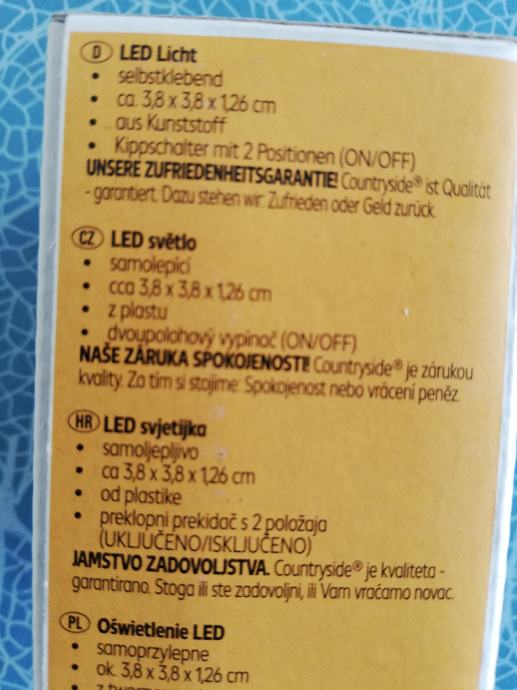 D LED Licht
• selbstklebend
• ca. 3,8 x 3,8 x 1,26 cm
• aus Kunststoff
• Kippschalter mit 2 Positionen (ON/OFF)
UNSERE ZUFRIEDENHEITSGARANTIE! Countryside® ist Qualität
- garantiert. Dazu stehen wir: Zufrieden oder Geld zurück.
CZ LED světlo
• samolepicí
• cca 3,8 x 3,8 x 1,26 cm
• z plastu
• dvoupolohový vypínač (ON/OFF)
NAŠE ZÁRUKA SPOKOJENOSTI! Countryside® je zárukou
kvality. Za tím si stojíme: Spokojenost nebo vrácení peněz.
HR LED svjetijka
• samoljepljivo
• ca 3,8 x 3,8 x 1,26 cm
• od plastike
• preklopni prekidač s 2 položaja
(UKLJUČENO/ISKLJUČENO)
JAMSTVO ZADOVOLJSTVA. Countryside® je kvaliteta -
garantirano. Stoga ili ste zadovoljni, ili Vam vraćamo novac.
PL Oświetlenie LED
• samoprzylepne
• ok. 3,8 x 3,8 x 1,26 cm